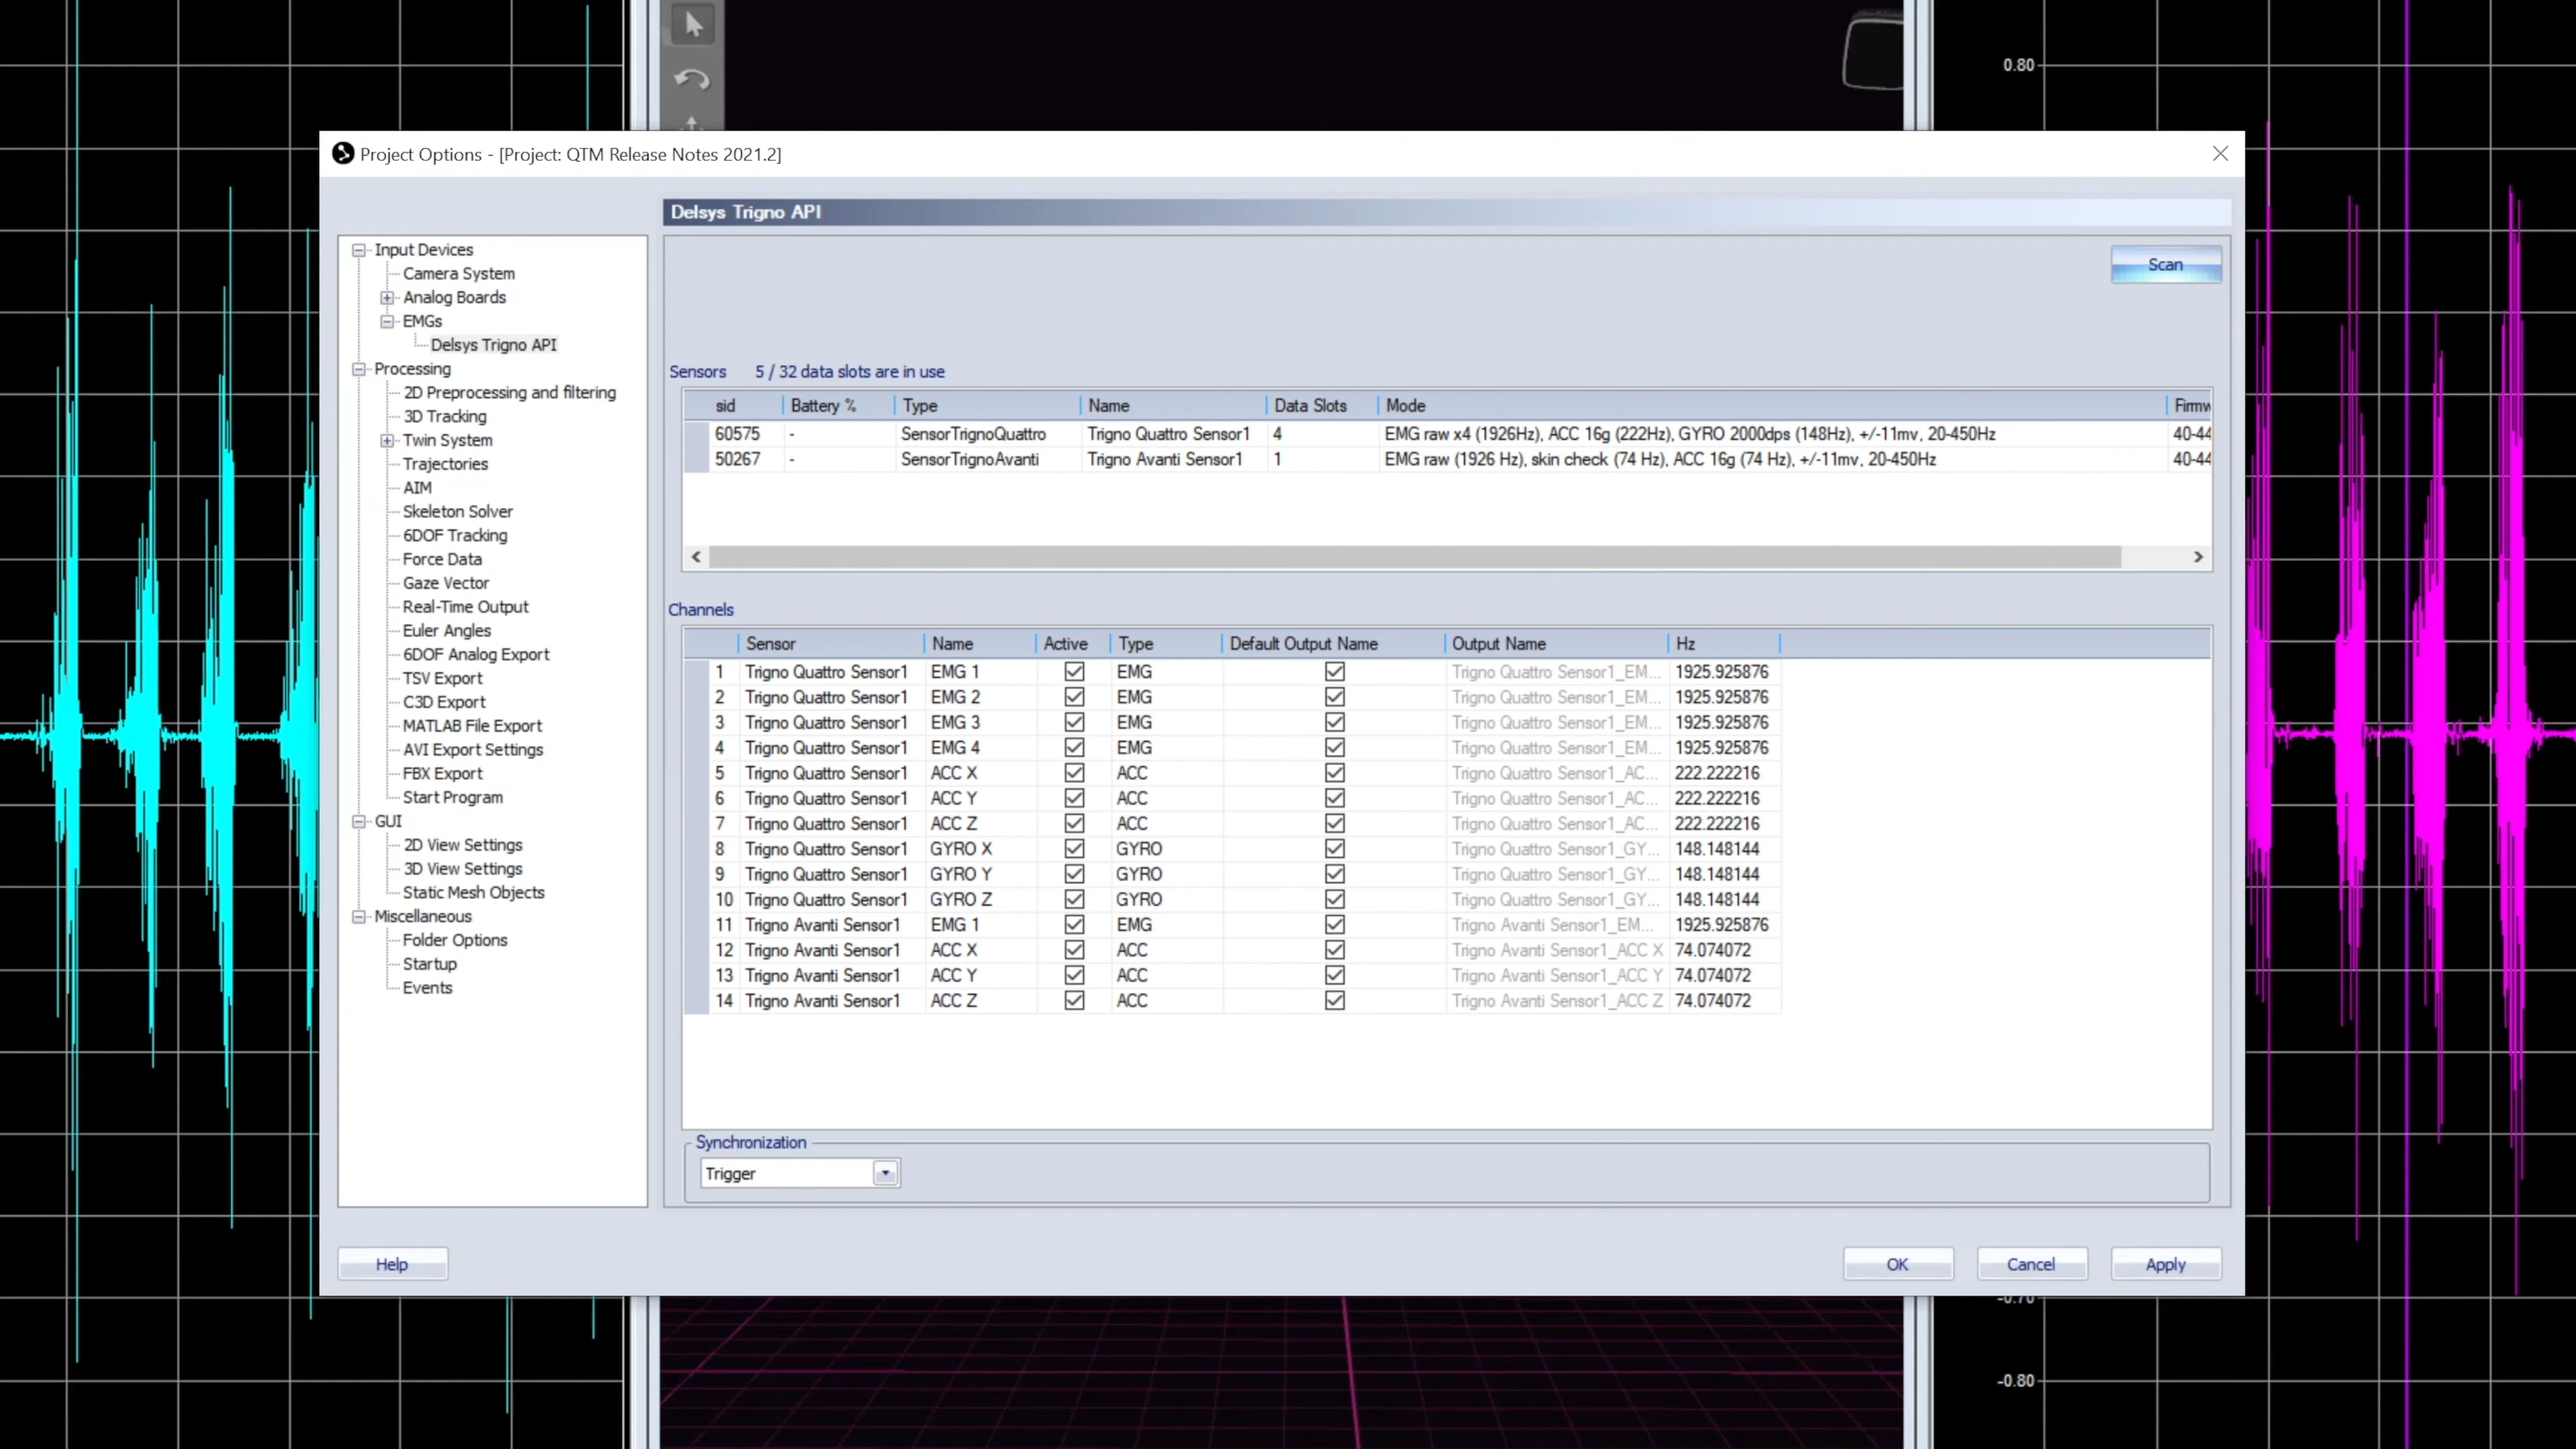 0.80
Project Options - [Project: QTM Release Notes 2021.2]
Delsys Trigno API
Input Devices
Camera System
Analog Boards
EMGs
Delsys Trigno API
Processing
2D Preprocessing and filtering
3D Tracking
Twin System
Trajectories
AIM
Skeleton Solver
6DOF Tracking
Force Data
Gaze Vector
Real-Time Output
Euler Angles
6DOF Analog Export
TSV Export
C3D Export
MATLAB File Export
AVI Export Settings
FBX Export
Start Program
GUI
2D View Settings
3D View Settings
Static Mesh Objects
Miscellaneous
Folder Options
Startup
Events
Scan
Sensors 5 / 32 data slots are in use
sid Battery % Type Name Data Slots Mode Firmw
60575 - SensorTrignoQuattro Trigno Quattro Sensor1 4 EMG raw x4 (1926Hz), ACC 16g (222Hz), GYRO 2000dps (148Hz), +/-11mv, 20-450Hz 40-44
50267 - SensorTrignoAvanti Trigno Avanti Sensor1 1 EMG raw (1926 Hz), skin check (74 Hz), ACC 16g (74 Hz), +/-11mv, 20-450Hz 40-44
Channels
Sensor Name Active Type Default Output Name Output Name Hz
1 Trigno Quattro Sensor1 EMG 1 EMG Trigno Quattro Sensor1_EM... 1925.925876
2 Trigno Quattro Sensor1 EMG 2 EMG Trigno Quattro Sensor1_EM... 1925.925876
3 Trigno Quattro Sensor1 EMG 3 EMG Trigno Quattro Sensor1_EM... 1925.925876
4 Trigno Quattro Sensor1 EMG 4 EMG Trigno Quattro Sensor1_EM... 1925.925876
5 Trigno Quattro Sensor1 ACC X ACC Trigno Quattro Sensor1_AC... 222.222216
6 Trigno Quattro Sensor1 ACC Y ACC Trigno Quattro Sensor1_AC... 222.222216
7 Trigno Quattro Sensor1 ACC Z ACC Trigno Quattro Sensor1_AC... 222.222216
8 Trigno Quattro Sensor1 GYRO X GYRO Trigno Quattro Sensor1_GY... 148.148144
9 Trigno Quattro Sensor1 GYRO Y GYRO Trigno Quattro Sensor1_GY... 148.148144
10 Trigno Quattro Sensor1 GYRO Z GYRO Trigno Quattro Sensor1_GY... 148.148144
11 Trigno Avanti Sensor1 EMG 1 EMG Trigno Avanti Sensor1_EM... 1925.925876
12 Trigno Avanti Sensor1 ACC X ACC Trigno Avanti Sensor1_ACC X 74.074072
13 Trigno Avanti Sensor1 ACC Y ACC Trigno Avanti Sensor1_ACC Y 74.074072
14 Trigno Avanti Sensor1 ACC Z ACC Trigno Avanti Sensor1_ACC Z 74.074072
Synchronization
Trigger
Help
OK
Cancel
Apply
-0.70
-0.80